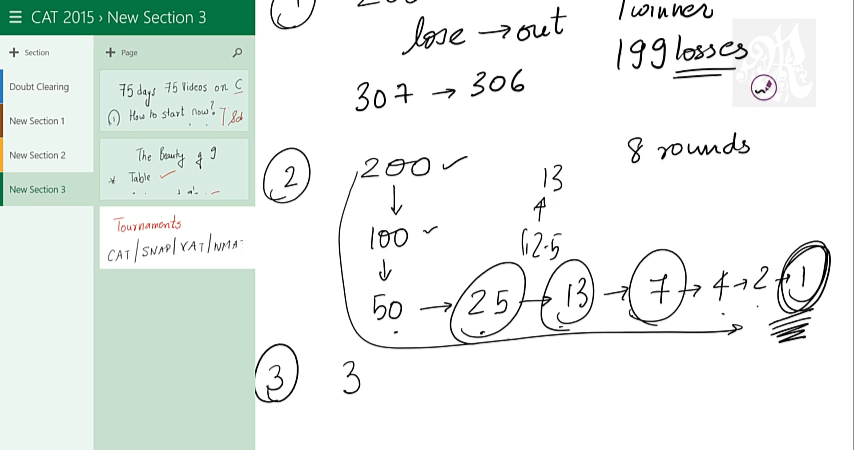 CAT 2015 › New Section 3
+ Section
+ Page
Doubt Clearing
New Section 1
New Section 2
New Section 3
75 days 75 Videos on C
① How to start now?
The Beauty of 9
* Table
Tournaments
CAT/SNAP/XAT/NMA
①
lose → out
1 winner
199 losses
307 → 306
② 200
8 rounds
↓
13
↑
100
12.5
↓
50 → 25 → 13 → 7 → 4 → 2 → 1
③ 3